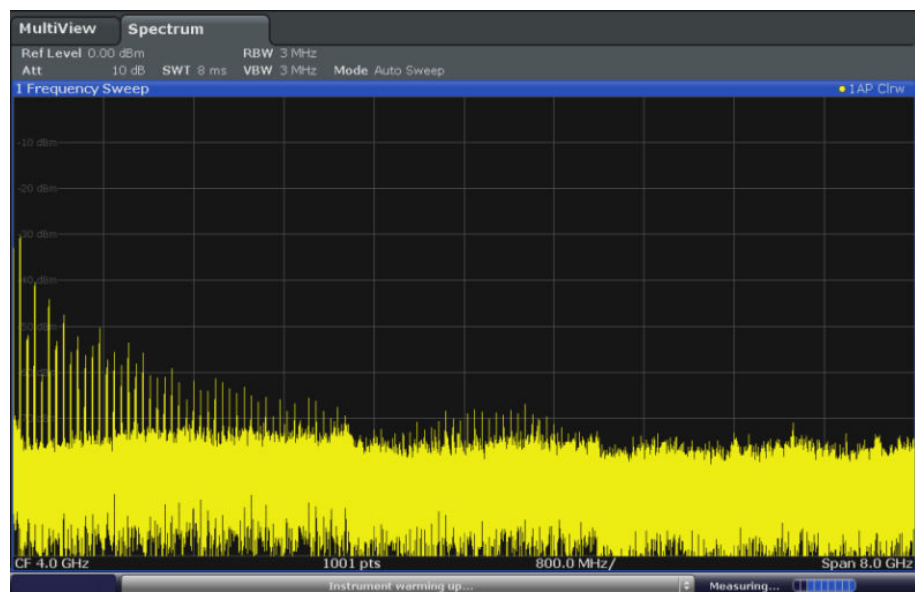 MultiView Spectrum
Ref Level 0.00 dBm RBW 3 MHz
Att 10 dB SWT 8 ms VBW 3 MHz Mode Auto Sweep
1 Frequency Sweep 1AP Clrw
-10 dBm
-20 dBm
-30 dBm
-40 dBm
CF 4.0 GHz 1001 pts 800.0 MHz/ Span 8.0 GHz
Instrument warming up... Measuring...